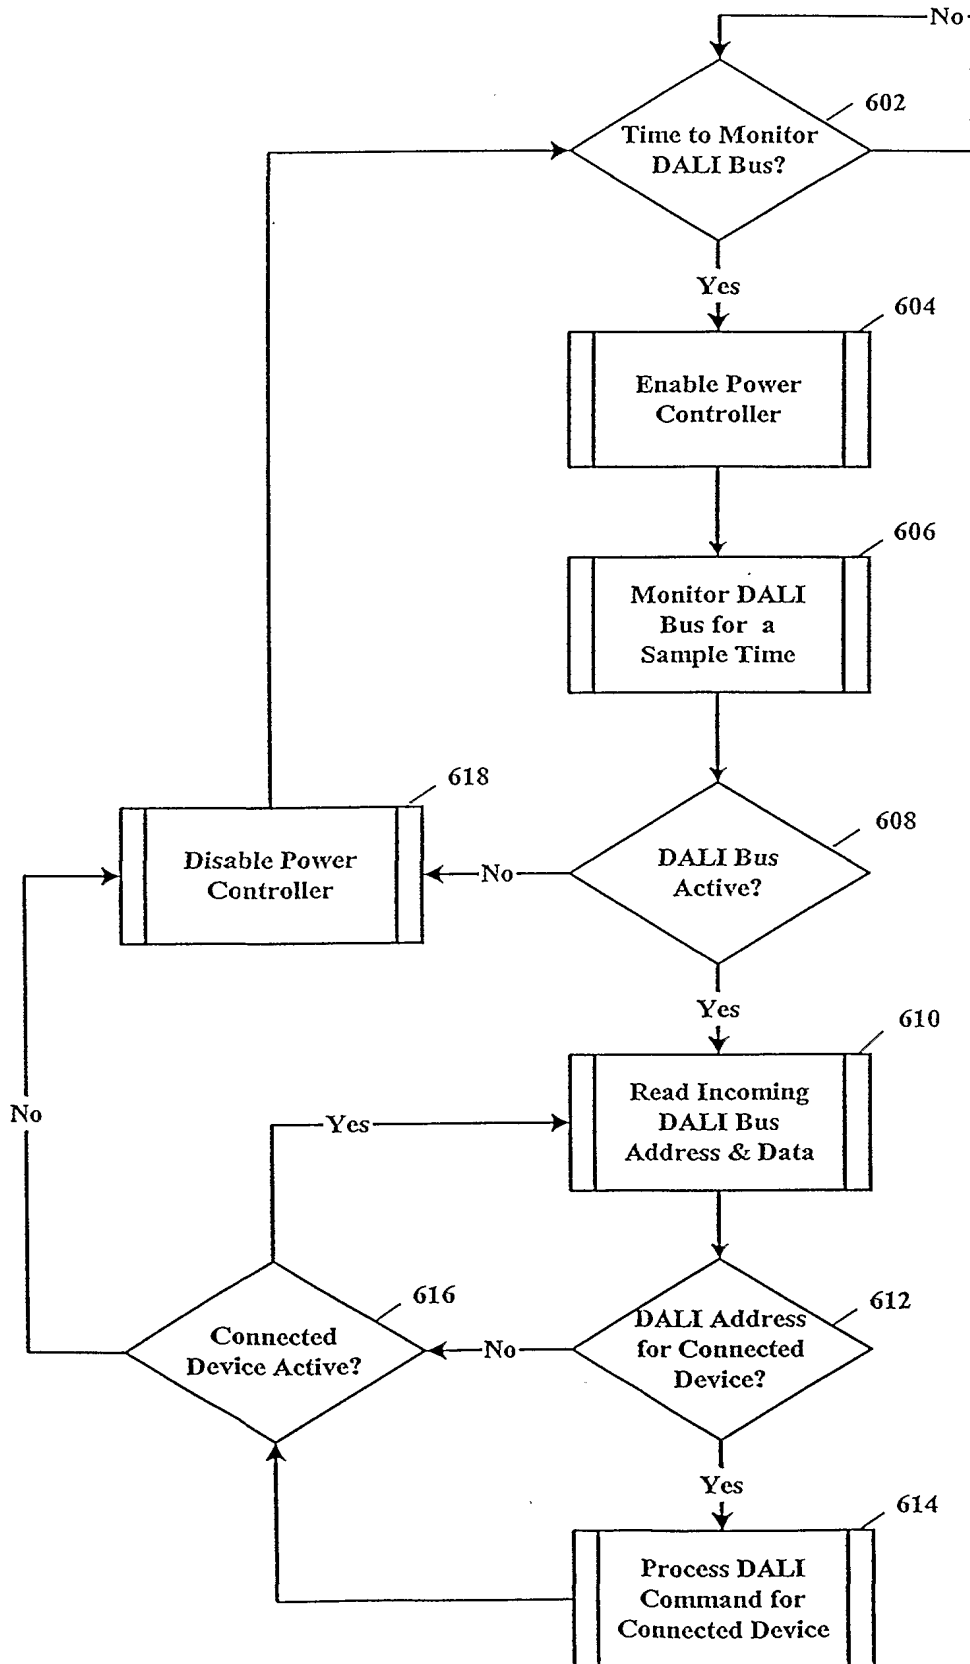 No
602
Time to Monitor
DALI Bus?
Yes
604
Enable Power
Controller
606
Monitor DALI
Bus for a
Sample Time
618
Disable Power
Controller
No
608
DALI Bus
Active?
Yes
610
Read Incoming
DALI Bus
Address & Data
No
Yes
616
Connected
Device Active?
No
612
DALI Address
for Connected
Device?
Yes
614
Process DALI
Command for
Connected Device